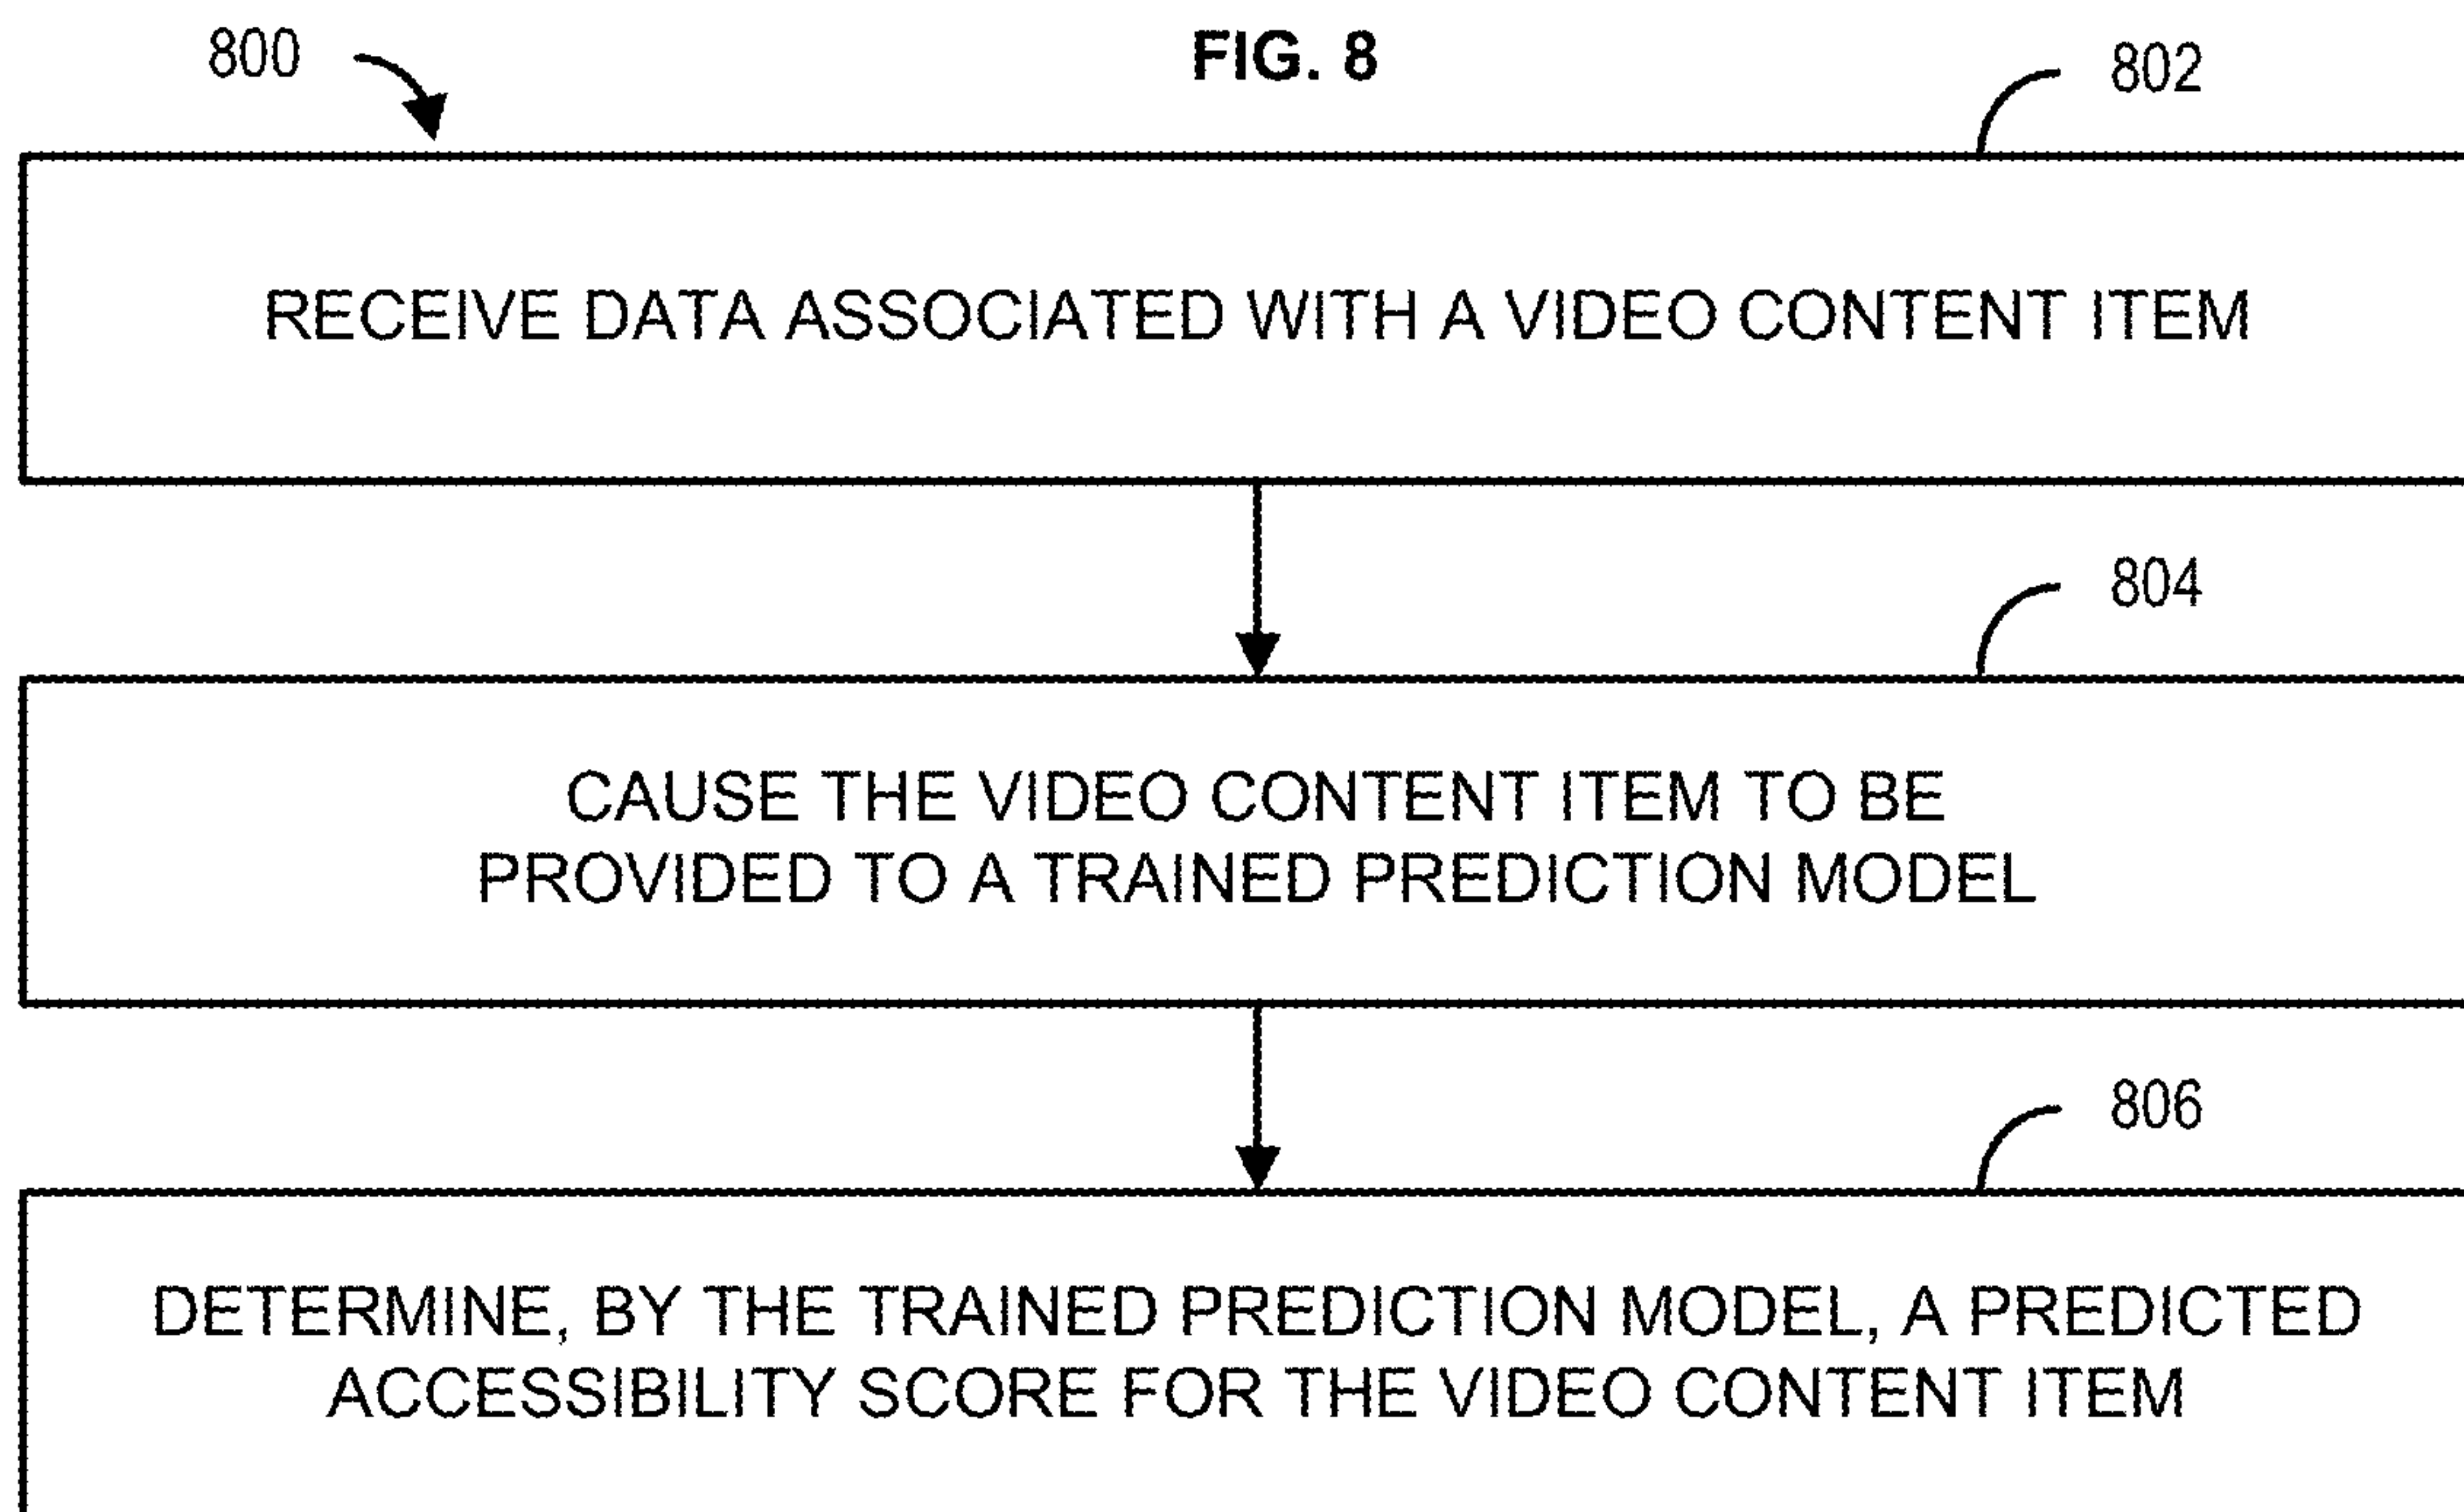 800
FIG. 8
802
RECEIVE DATA ASSOCIATED WITH A VIDEO CONTENT ITEM
804
CAUSE THE VIDEO CONTENT ITEM TO BE
PROVIDED TO A TRAINED PREDICTION MODEL
806
DETERMINE, BY THE TRAINED PREDICTION MODEL, A PREDICTED
ACCESSIBILITY SCORE FOR THE VIDEO CONTENT ITEM